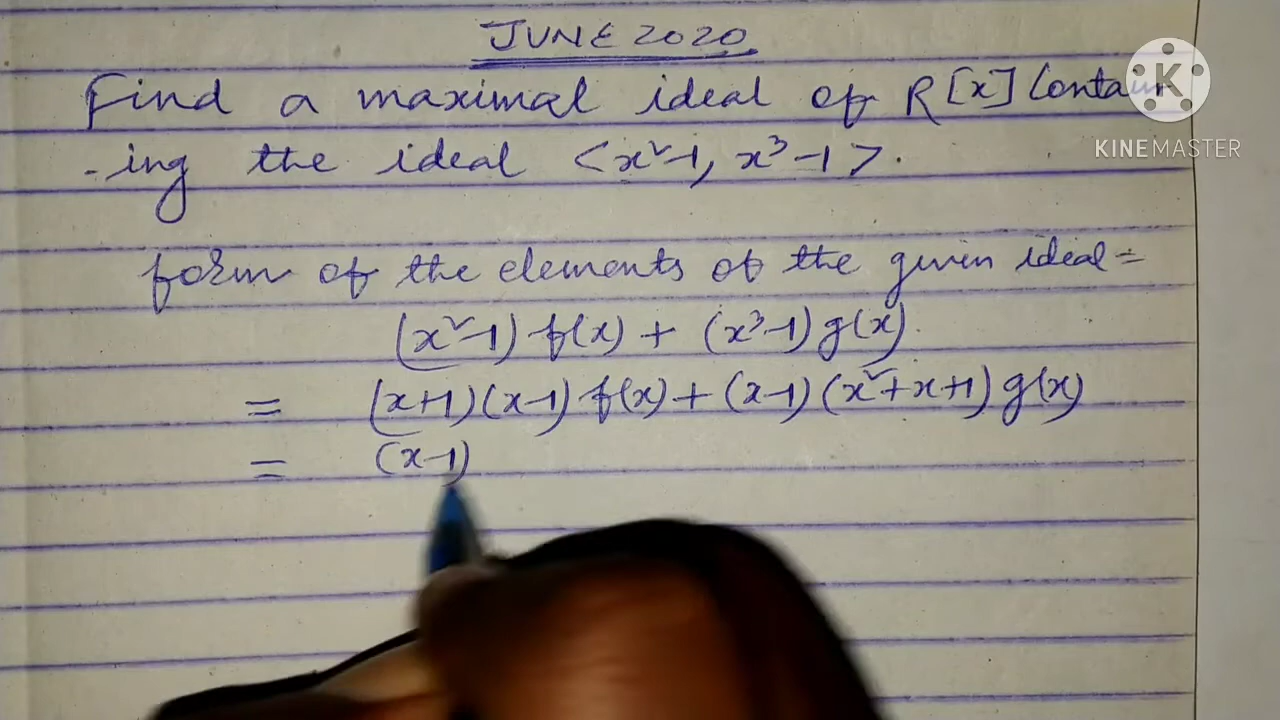 JUNE 2020
Find a maximal ideal of R[x] Contain
-ing the ideal <x²-1, x³-1>.
form of the elements of the given ideal =
(x²-1) f(x) + (x³-1) g(x).
= (x+1)(x-1) f(x) + (x-1)(x²+x+1) g(x)
= (x-1)
K
KINEMASTER